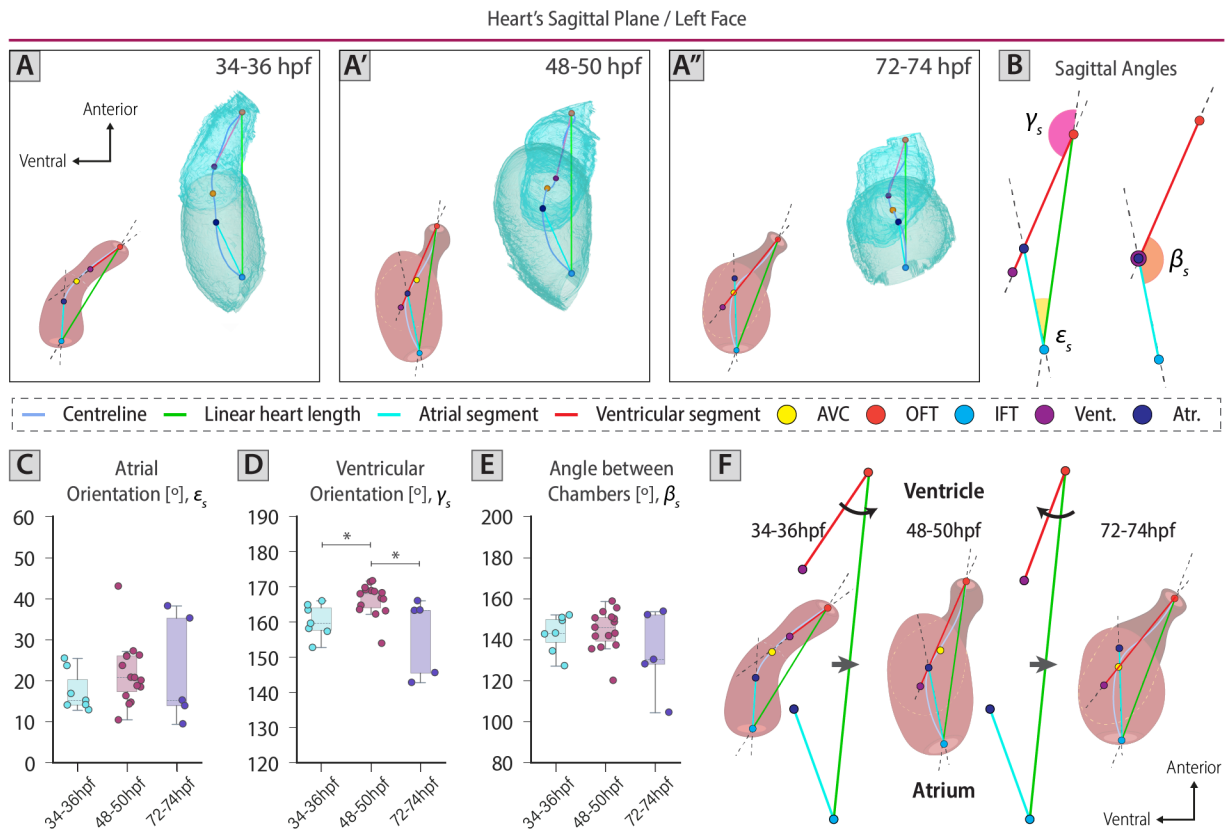 Heart's Sagittal Plane / Left Face
A
34-36 hpf
Anterior
Ventral
A'
48-50 hpf
A''
72-74 hpf
B
Sagittal Angles
γs
εs
βs
Centreline
Linear heart length
Atrial segment
Ventricular segment
AVC
OFT
IFT
Vent.
Atr.
C
Atrial
Orientation [º], εs
60
50
40
30
20
10
0
34-36hpf
48-50hpf
72-74hpf
D
Ventricular
Orientation [º], γs
190
180
170
160
150
140
130
120
*
*
34-36hpf
48-50hpf
72-74hpf
E
Angle between
Chambers [º], βs
200
180
160
140
120
100
80
34-36hpf
48-50hpf
72-74hpf
F
Ventricle
34-36hpf
48-50hpf
72-74hpf
Atrium
Anterior
Ventral